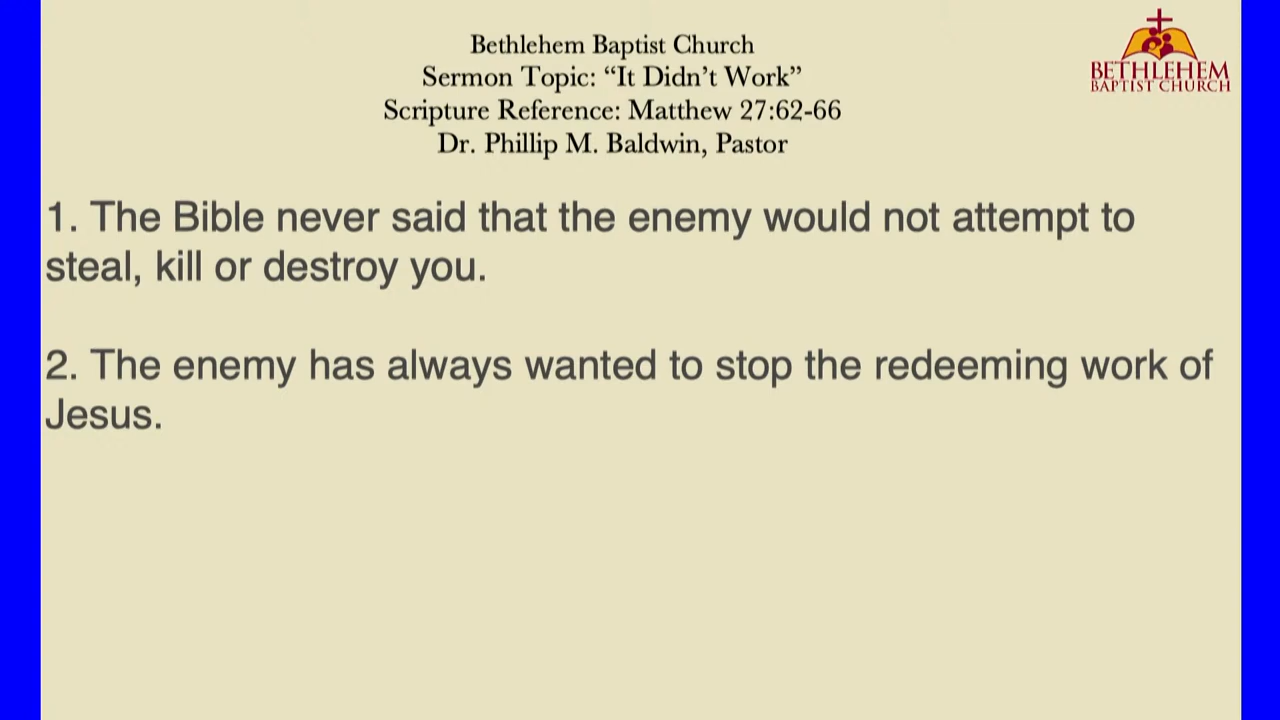 Bethlehem Baptist Church
Sermon Topic: “It Didn’t Work”
Scripture Reference: Matthew 27:62-66
Dr. Phillip M. Baldwin, Pastor
BETHLEHEM
BAPTIST CHURCH
1. The Bible never said that the enemy would not attempt to
steal, kill or destroy you.
2. The enemy has always wanted to stop the redeeming work of
Jesus.